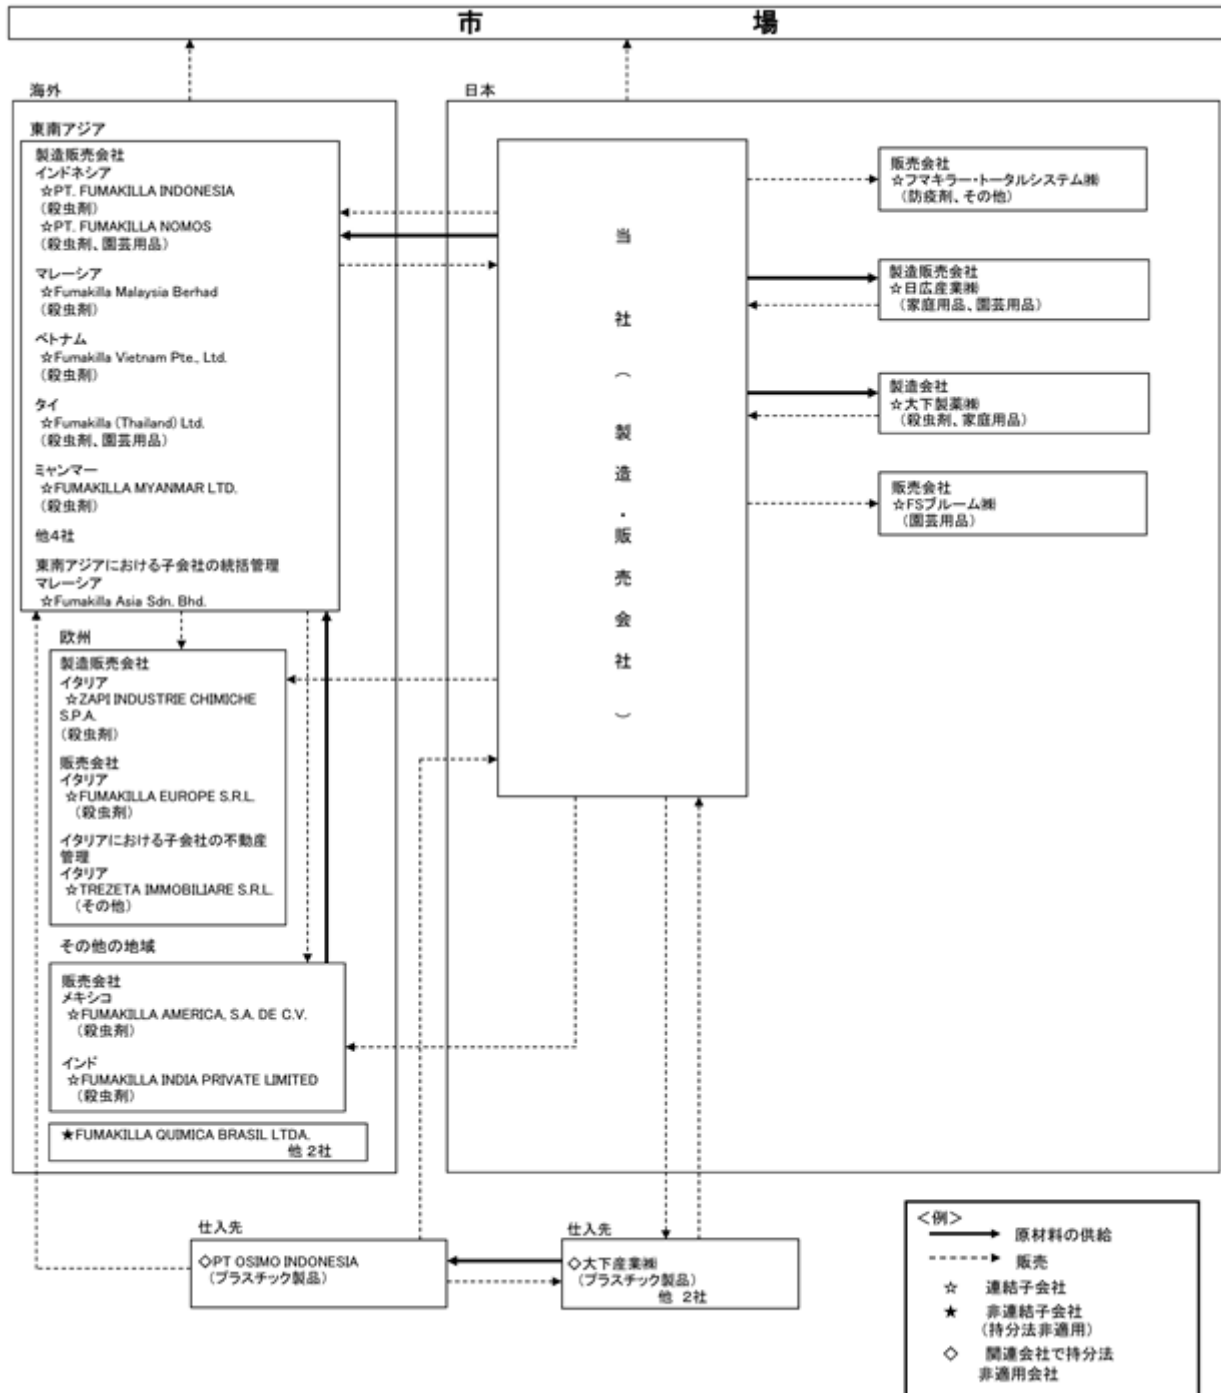 市　場
海外
東南アジア
製造販売会社
インドネシア
☆PT. FUMAKILLA INDONESIA
（殺虫剤）
☆PT. FUMAKILLA NOMOS
（殺虫剤、園芸用品）
マレーシア
☆Fumakilla Malaysia Berhad
（殺虫剤）
ベトナム
☆Fumakilla Vietnam Pte., Ltd.
（殺虫剤）
タイ
☆Fumakilla (Thailand) Ltd.
（殺虫剤、園芸用品）
ミャンマー
☆FUMAKILLA MYANMAR LTD.
（殺虫剤）
他4社
東南アジアにおける子会社の統括管理
マレーシア
☆Fumakilla Asia Sdn. Bhd.
欧州
製造販売会社
イタリア
☆ZAPI INDUSTRIE CHIMICHE
S.P.A.
（殺虫剤）
販売会社
イタリア
☆FUMAKILLA EUROPE S.R.L.
（殺虫剤）
イタリアにおける子会社の不動産
管理
イタリア
☆TREZETA IMMOBILIARE S.R.L.
（その他）
その他の地域
販売会社
メキシコ
☆FUMAKILLA AMERICA, S.A. DE C.V.
（殺虫剤）
インド
☆FUMAKILLA INDIA PRIVATE LIMITED
（殺虫剤）
★FUMAKILLA QUIMICA BRASIL LTDA.
他 2社
日本
当社（製造・販売会社）
販売会社
☆フマキラー・トータルシステム㈱
（防疫剤、その他）
製造販売会社
☆日広産業㈱
（家庭用品、園芸用品）
製造会社
☆大下製薬㈱
（殺虫剤、家庭用品）
販売会社
☆FSブルーム㈱
（園芸用品）
仕入先
◇PT OSIMO INDONESIA
（プラスチック製品）
仕入先
◇大下産業㈱
（プラスチック製品）
他 2社
＜例＞
原材料の供給
販売
☆　連結子会社
★　非連結子会社
（持分法非適用）
◇　関連会社で持分法
非適用会社